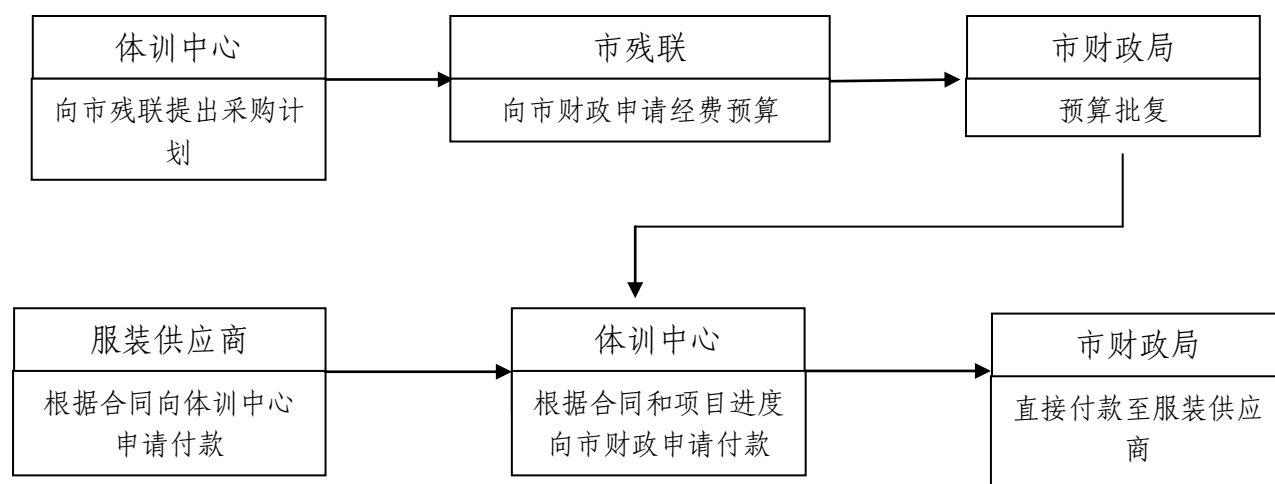 体训中心
向市残联提出采购计
划
市残联
向市财政申请经费预算
市财政局
预算批复
服装供应商
根据合同向体训中心
申请付款
体训中心
根据合同和项目进度
向市财政申请付款
市财政局
直接付款至服装供应
商